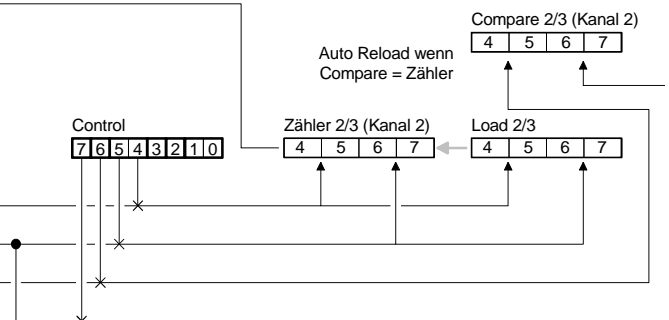 Compare 2/3 (Kanal 2)
4 5 6 7
Auto Reload wenn
Compare = Zähler
Control
7 6 5 4 3 2 1 0
Zähler 2/3 (Kanal 2)
4 5 6 7
Load 2/3
4 5 6 7